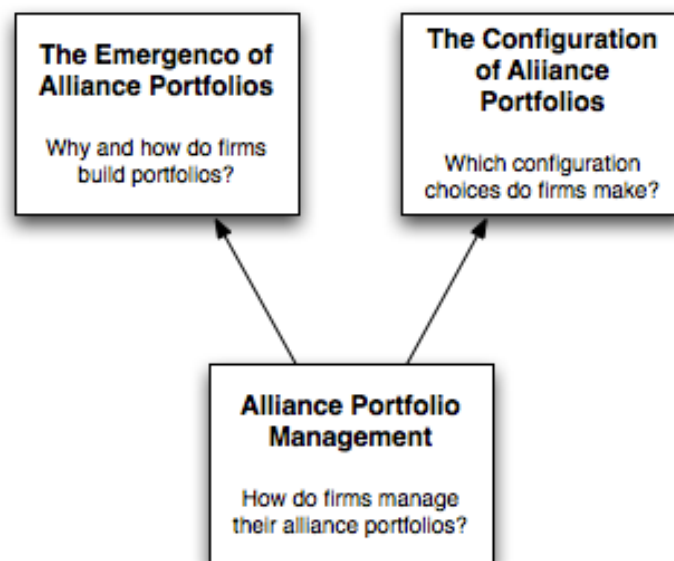 The Emergenco of
Alliance Portfolios
Why and how do firms
build portfolios?
The Configuration
of Aliiance
Portfolios
Which configuration
choices do firms make?
Alliance Portfolio
Management
How do firms manage
their alliance portfolios?